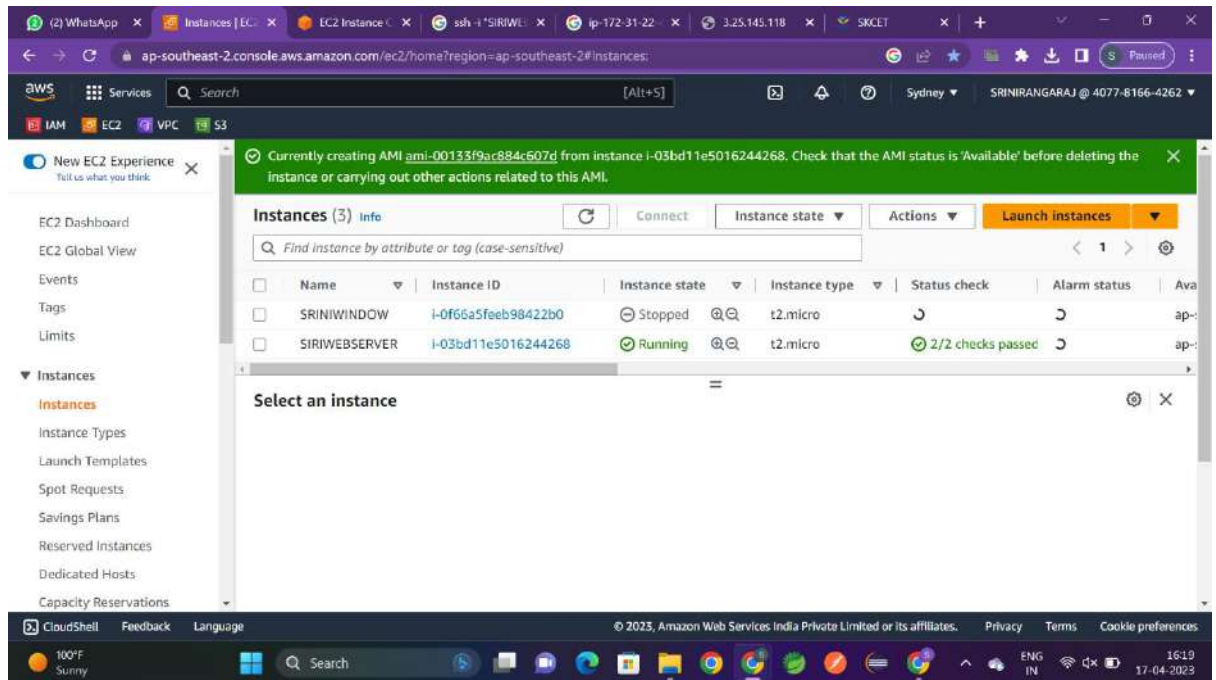 (2) WhatsApp
Instances | EC
EC2 Instance C
ssh -i "SIRIWE
ip-172-31-22
3.25.145.118
SKCET
ap-southeast-2.console.aws.amazon.com/ec2/home?region=ap-southeast-2#Instances:
S Paused
aws
Services
Search
[Alt+S]
Sydney
SRINIRANGARAJ @ 4077-8166-4262
IAM
EC2
VPC
S3
New EC2 Experience
Tell us what you think
Currently creating AMI ami-00133f9ac884c607d from instance i-03bd11e5016244268. Check that the AMI status is 'Available' before deleting the
instance or carrying out other actions related to this AMI.
EC2 Dashboard
EC2 Global View
Events
Tags
Limits
Instances
Instances
Instance Types
Launch Templates
Spot Requests
Savings Plans
Reserved Instances
Dedicated Hosts
Capacity Reservations
Instances (3) Info
Connect
Instance state
Actions
Launch instances
Find instance by attribute or tag (case-sensitive)
1
Name Instance ID Instance state Instance type Status check Alarm status Ava
SRINIWINDOW i-0f66a5feeb98422b0 Stopped t2.micro ap-
SIRIWEBSERVER i-03bd11e5016244268 Running t2.micro 2/2 checks passed ap-
Select an instance
CloudShell Feedback Language
© 2023, Amazon Web Services India Private Limited or its affiliates. Privacy Terms Cookie preferences
100°F
Sunny
Search
ENG
IN
16:19
17-04-2023